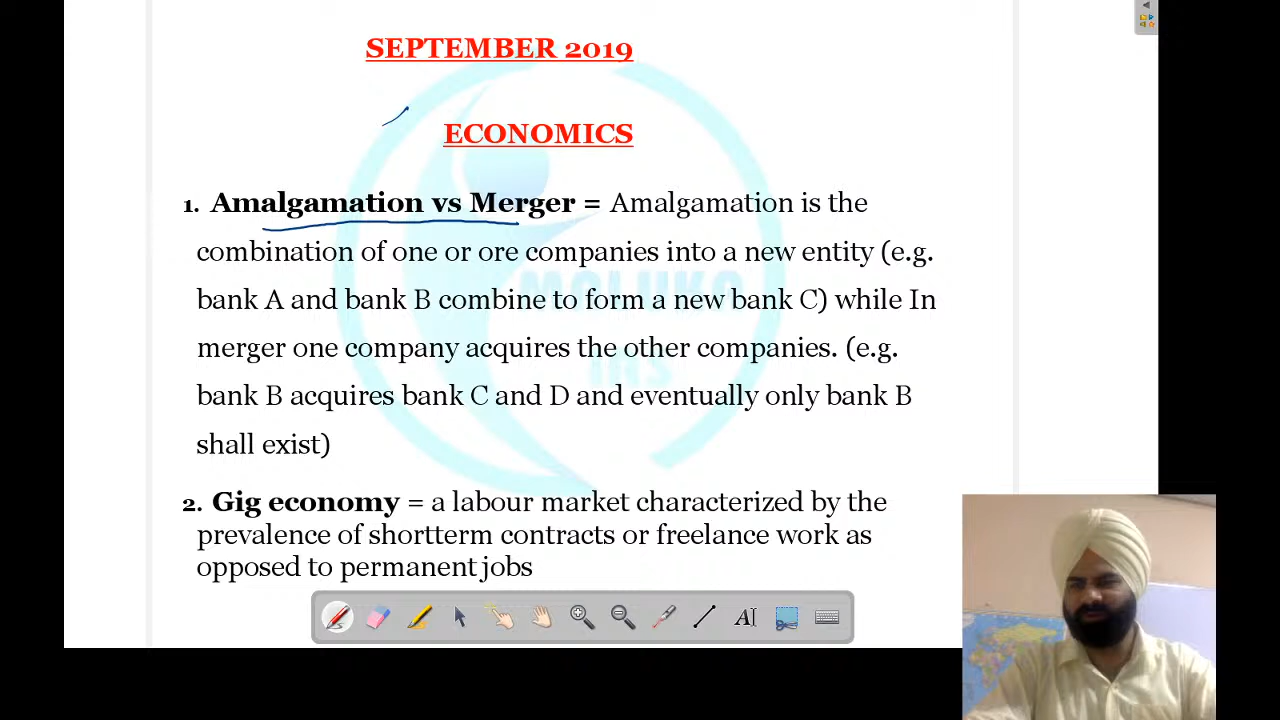 SEPTEMBER 2019
ECONOMICS
1. Amalgamation vs Merger = Amalgamation is the
combination of one or ore companies into a new entity (e.g.
bank A and bank B combine to form a new bank C) while In
merger one company acquires the other companies. (e.g.
bank B acquires bank C and D and eventually only bank B
shall exist)
2. Gig economy = a labour market characterized by the
prevalence of shortterm contracts or freelance work as
opposed to permanent jobs